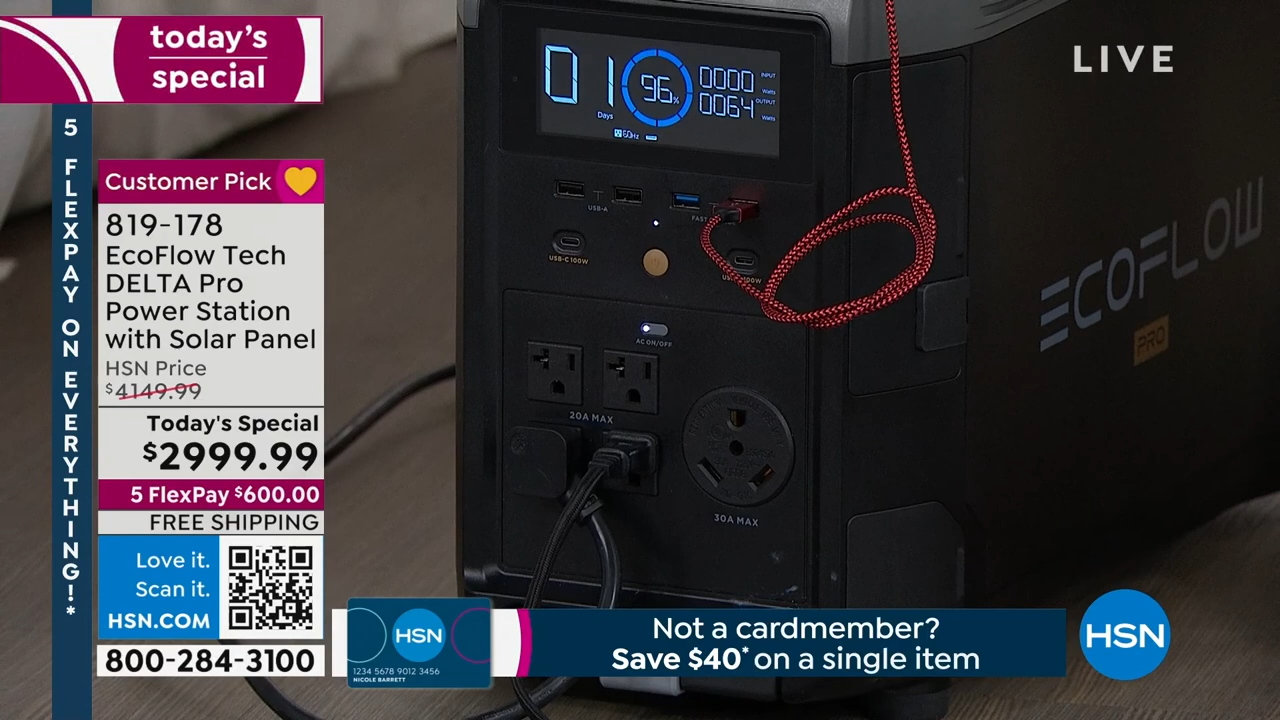 today's
special
LIVE
5 FLEXPAY ON EVERYTHING!*
Customer Pick
819-178
EcoFlow Tech
DELTA Pro
Power Station
with Solar Panel
HSN Price
$4149.99
Today's Special
$2999.99
5 FlexPay $600.00
FREE SHIPPING
Love it.
Scan it.
HSN.COM
800-284-3100
01
Days
96%
0000 INPUT Watts
0064 OUTPUT Watts
60Hz
USB-A
FAST
USB-C 100W
AC ON/OFF
20A MAX
30A MAX
ECOFLOW
PRO
HSN
1234 5678 9012 3456
NICOLE BARRETT
Not a cardmember?
Save $40* on a single item
HSN